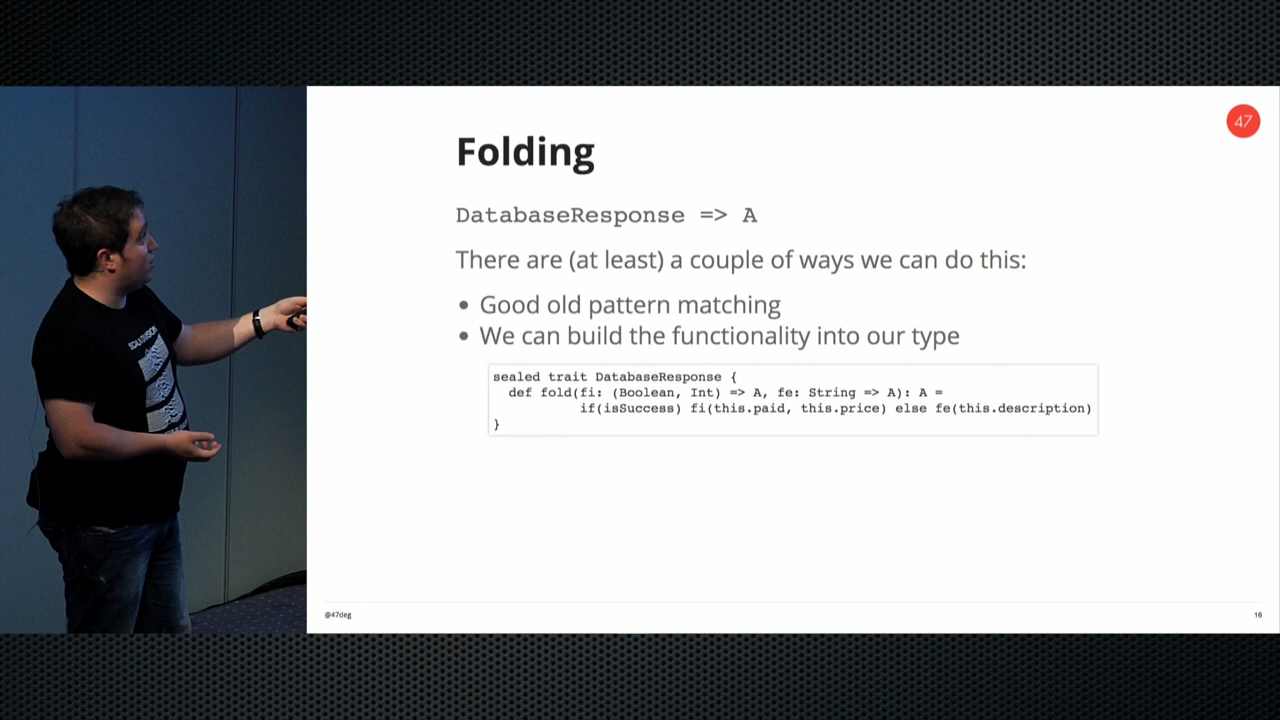 47
Folding
DatabaseResponse => A
There are (at least) a couple of ways we can do this:
• Good old pattern matching
• We can build the functionality into our type
sealed trait DatabaseResponse {
def fold(fi: (Boolean, Int) => A, fe: String => A): A =
if(isSuccess) fi(this.paid, this.price) else fe(this.description)
}
SCALA DIVISION
@47deg
16